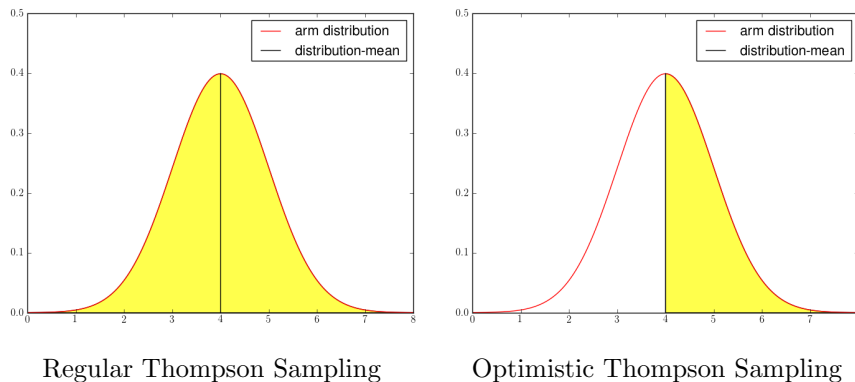 0.5
arm distribution
distribution-mean
0.4
0.3
0.2
0.1
0.0
0 1 2 3 4 5 6 7 8
Regular Thompson Sampling
0.5
arm distribution
distribution-mean
0.4
0.3
0.2
0.1
0.0
0 1 2 3 4 5 6 7
Optimistic Thompson Sampling